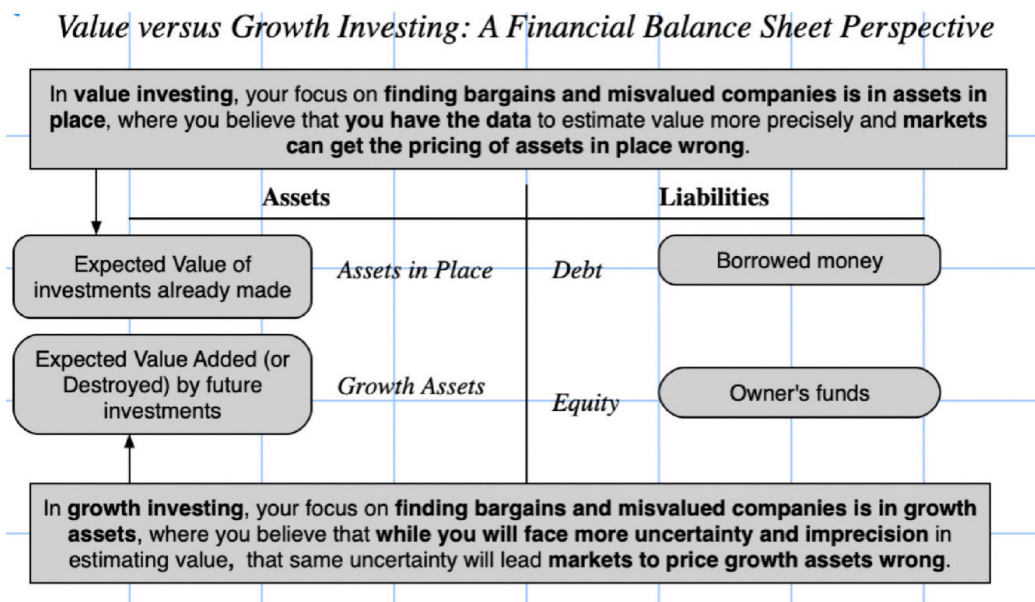 Value versus Growth Investing: A Financial Balance Sheet Perspective
In value investing, your focus on finding bargains and misvalued companies is in assets in
place, where you believe that you have the data to estimate value more precisely and markets
can get the pricing of assets in place wrong.
Assets
Liabilities
Expected Value of
investments already made
Assets in Place
Debt
Borrowed money
Expected Value Added (or
Destroyed) by future
investments
Growth Assets
Equity
Owner's funds
In growth investing, your focus on finding bargains and misvalued companies is in growth
assets, where you believe that while you will face more uncertainty and imprecision in
estimating value, that same uncertainty will lead markets to price growth assets wrong.